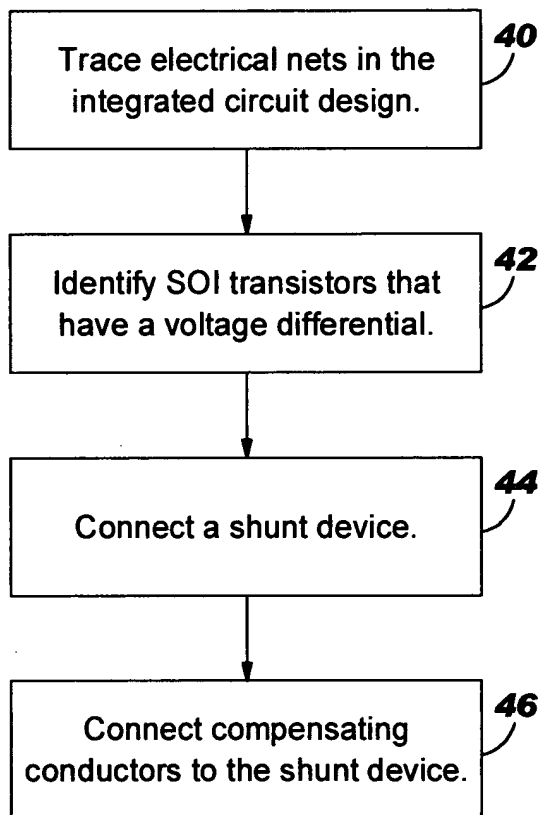 40
Trace electrical nets in the
integrated circuit design.
42
Identify SOI transistors that
have a voltage differential.
44
Connect a shunt device.
46
Connect compensating
conductors to the shunt device.